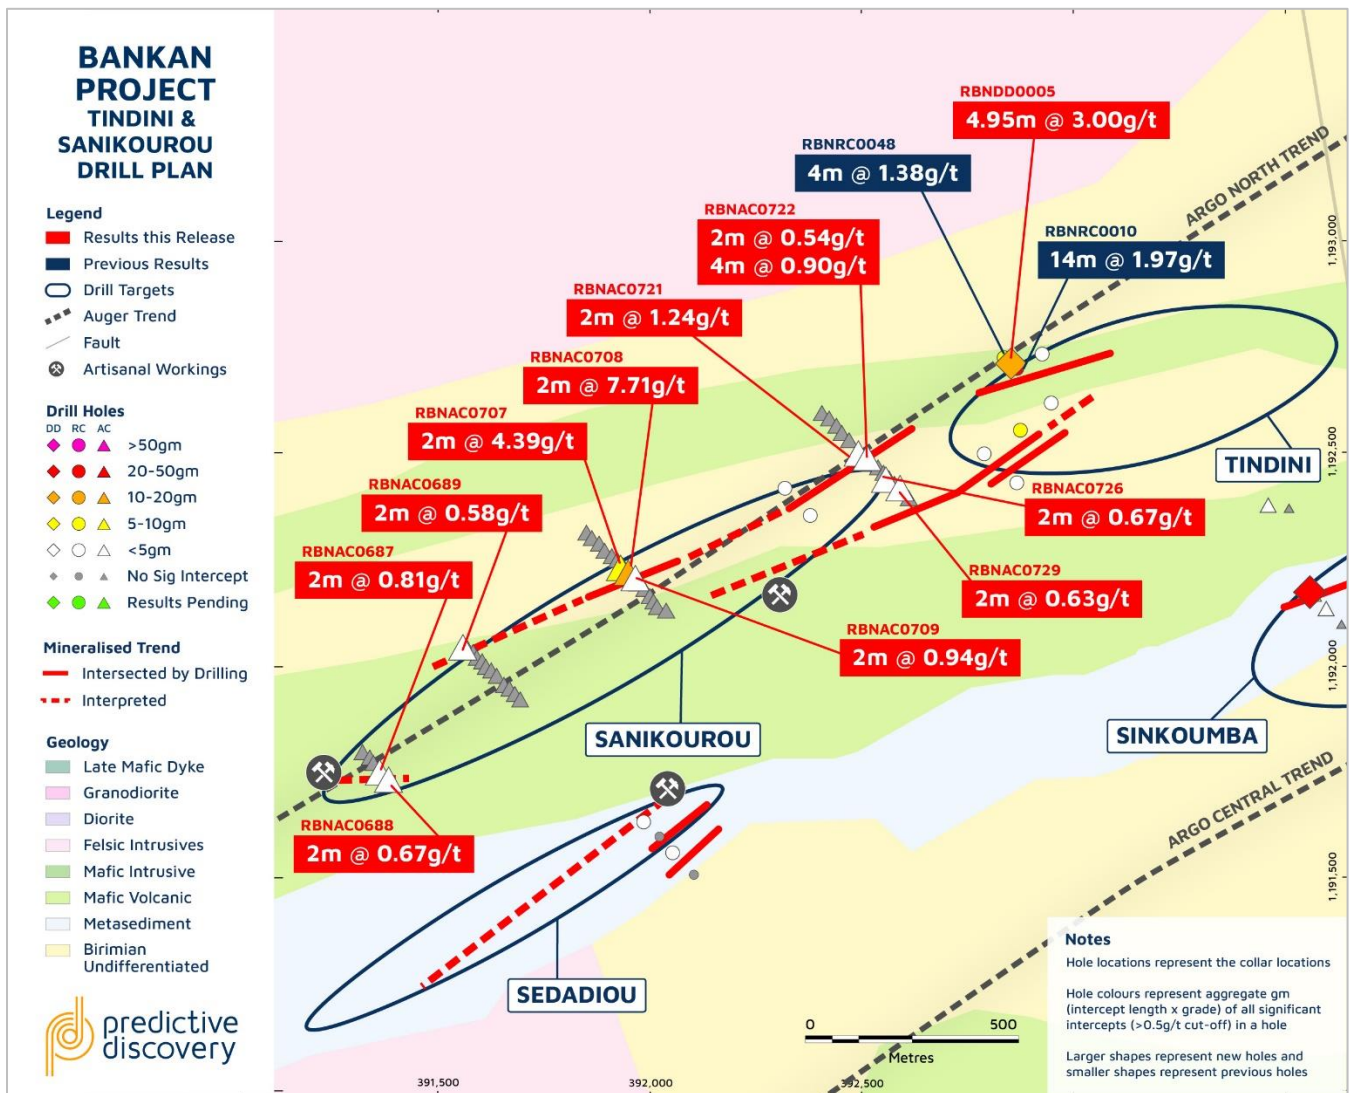 BANKAN
PROJECT
TINDINI &
SANIKOUROU
DRILL PLAN
Legend
Results this Release
Previous Results
Drill Targets
Auger Trend
Fault
Artisanal Workings
Drill Holes
DD RC AC
>50gm
20-50gm
10-20gm
5-10gm
<5gm
No Sig Intercept
Results Pending
Mineralised Trend
Intersected by Drilling
Interpreted
Geology
Late Mafic Dyke
Granodiorite
Diorite
Felsic Intrusives
Mafic Intrusive
Mafic Volcanic
Metasediment
Birimian
Undifferentiated
predictive
discovery
RBNDD0005
4.95m @ 3.00g/t
RBNRC0048
4m @ 1.38g/t
ARGO NORTH TREND
RBNAC0722
2m @ 0.54g/t
4m @ 0.90g/t
RBNRC0010
14m @ 1.97g/t
1,193,000
RBNAC0721
2m @ 1.24g/t
RBNAC0708
2m @ 7.71g/t
RBNAC0707
2m @ 4.39g/t
1,192,500
TINDINI
RBNAC0689
2m @ 0.58g/t
RBNAC0726
2m @ 0.67g/t
RBNAC0687
2m @ 0.81g/t
RBNAC0729
2m @ 0.63g/t
RBNAC0709
2m @ 0.94g/t
1,192,000
SANIKOUROU
SINKOUMBA
ARGO CENTRAL TREND
RBNAC0688
2m @ 0.67g/t
1,191,500
SEDADIOU
0 500
Metres
391,500 392,000 392,500
Notes
Hole locations represent the collar locations
Hole colours represent aggregate gm
(intercept length x grade) of all significant
intercepts (>0.5g/t cut-off) in a hole
Larger shapes represent new holes and
smaller shapes represent previous holes